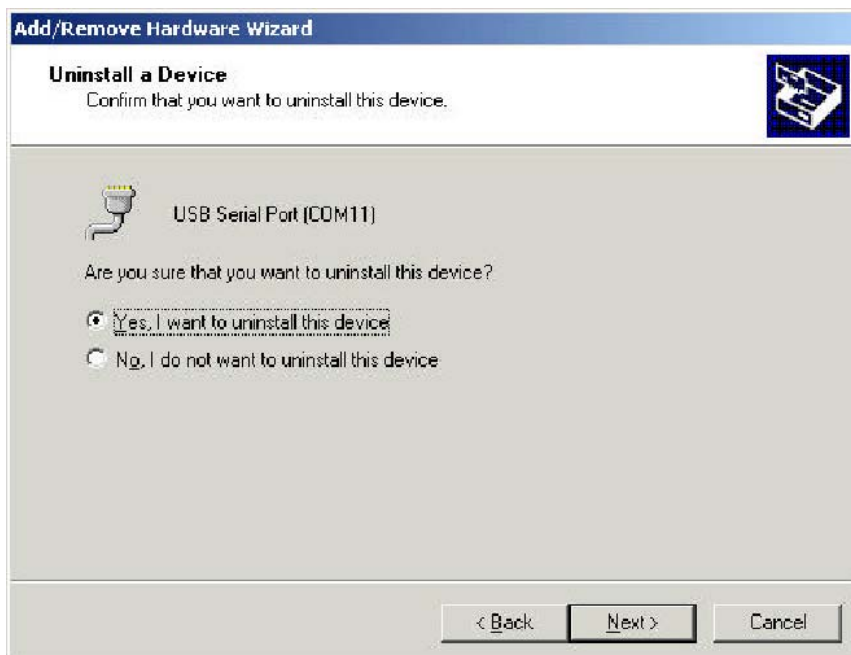 Add/Remove Hardware Wizard
Uninstall a Device
Confirm that you want to uninstall this device.
USB Serial Port (COM11)
Are you sure that you want to uninstall this device?
Yes, I want to uninstall this device
No, I do not want to uninstall this device
< Back Next > Cancel